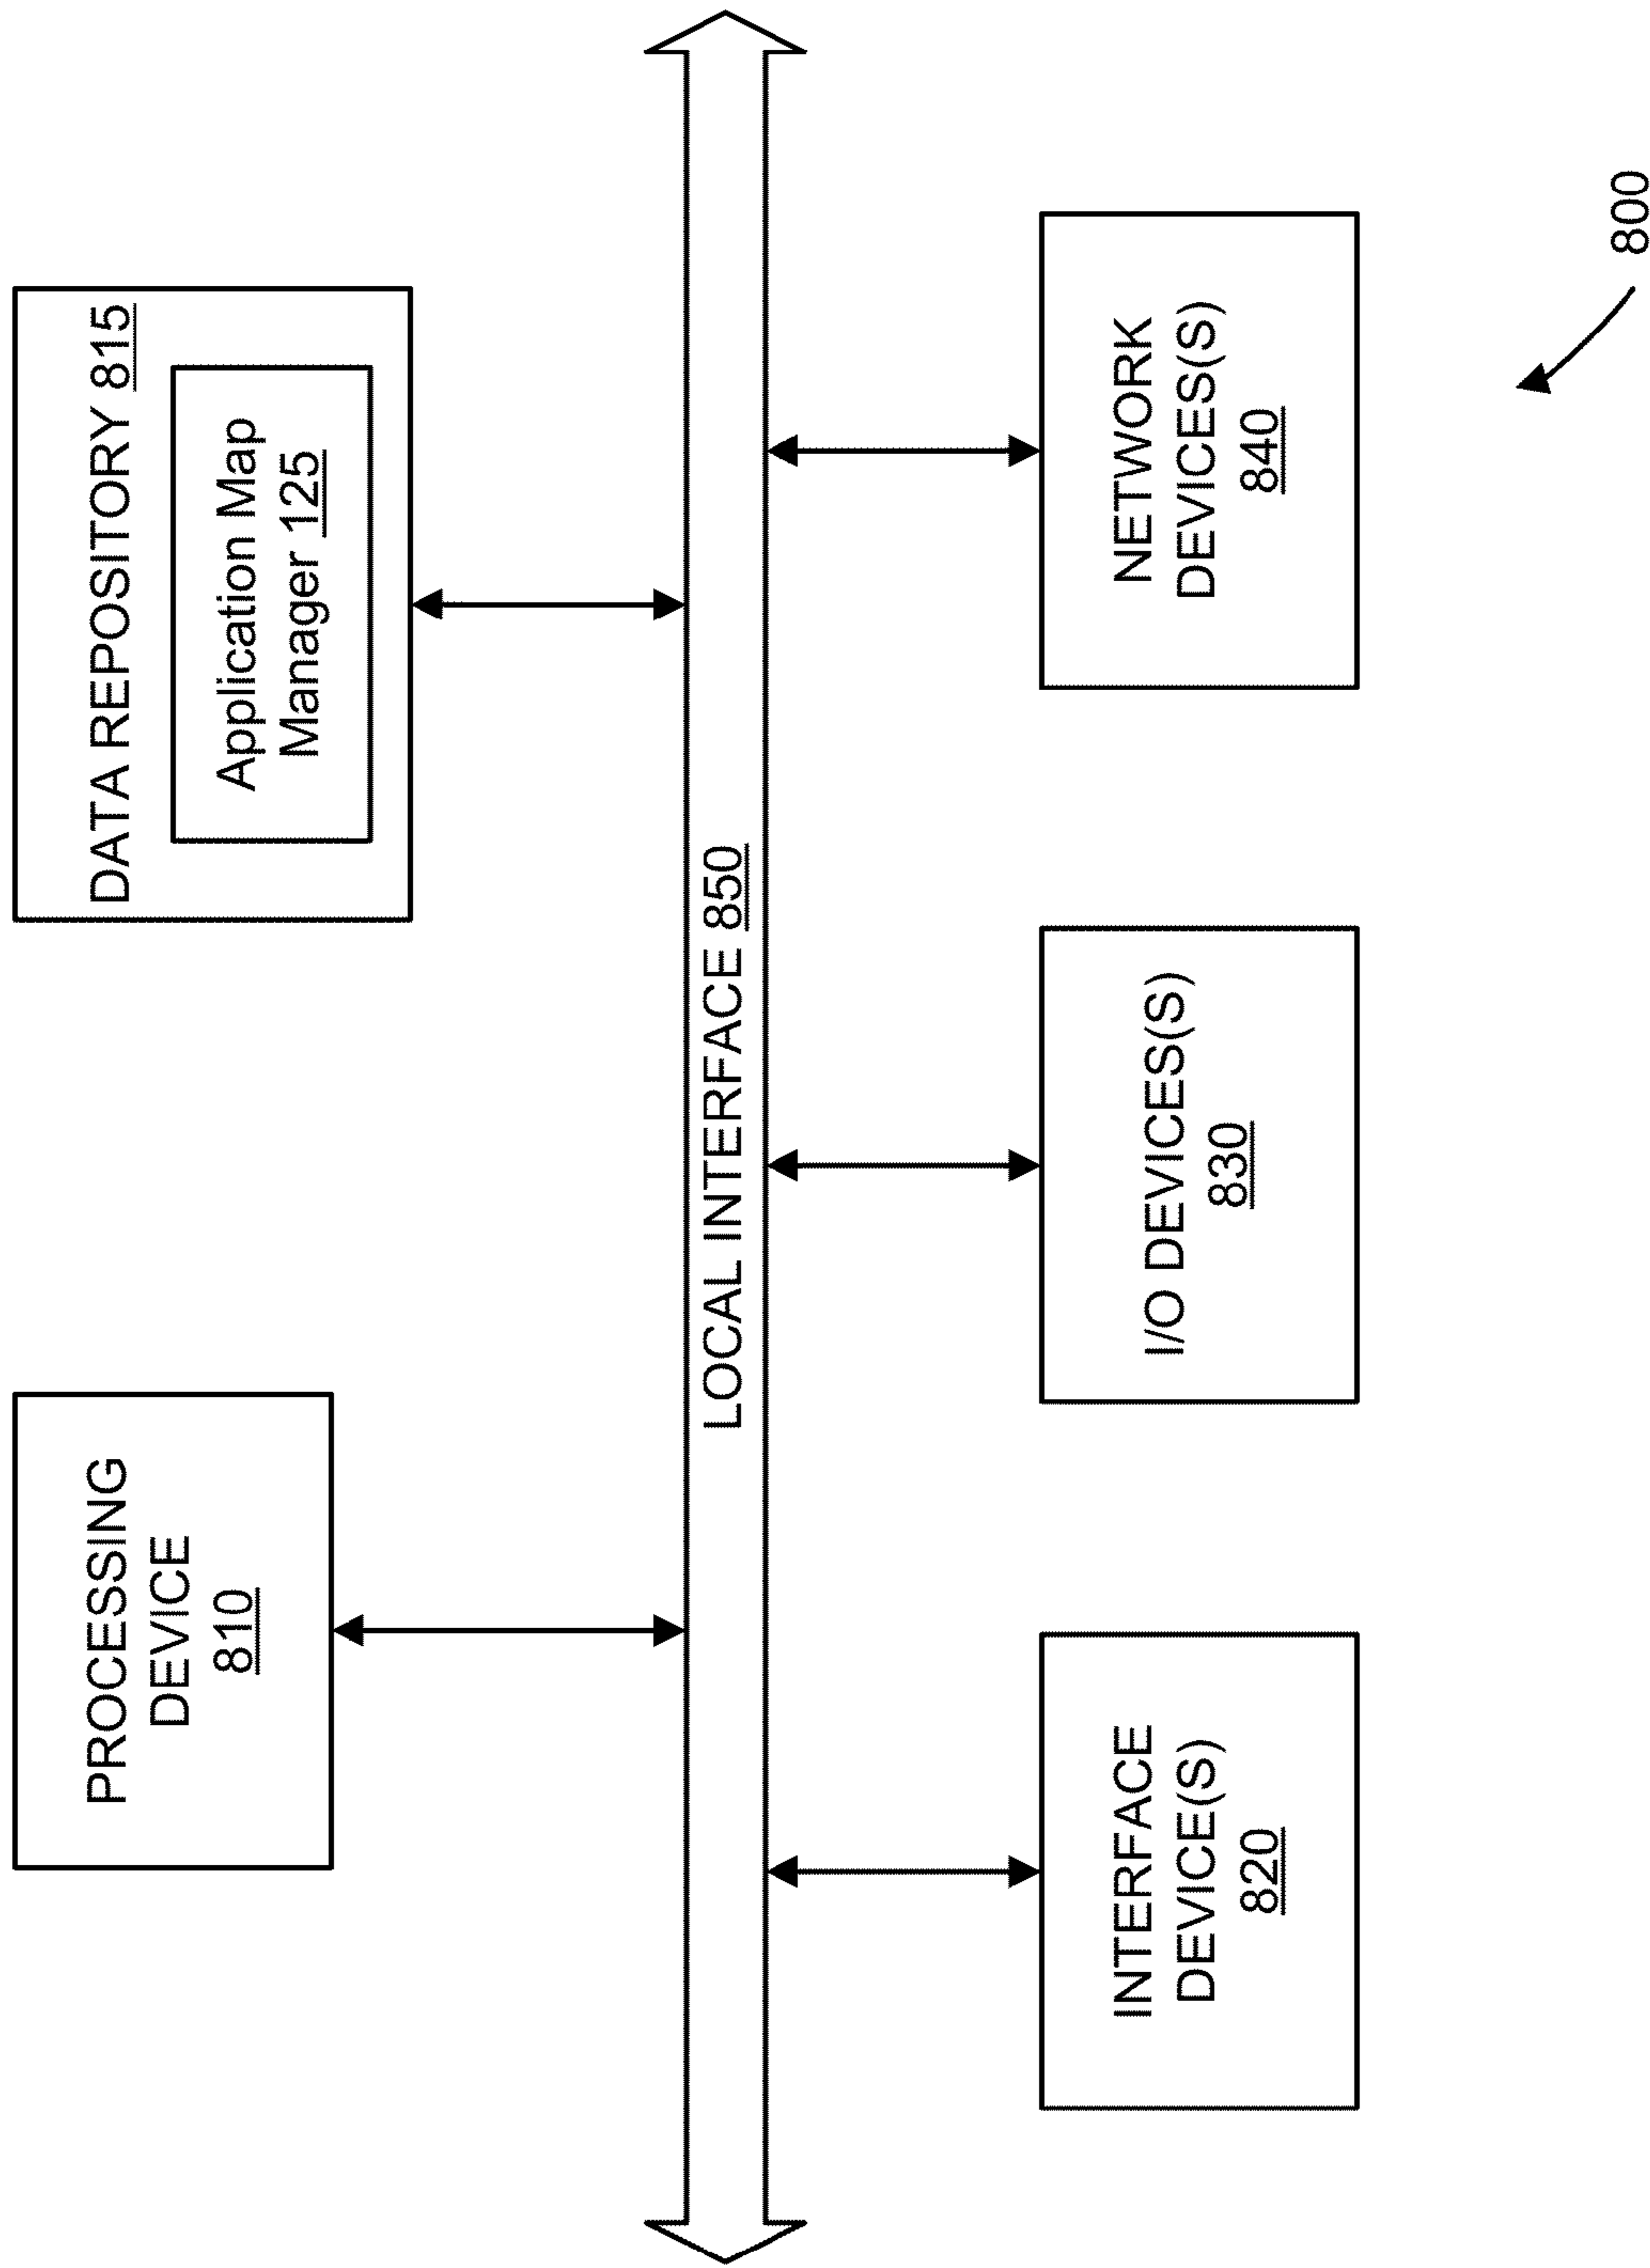 PROCESSING
DEVICE
810
DATA REPOSITORY 815
Application Map
Manager 125
LOCAL INTERFACE 850
INTERFACE
DEVICE(S)
820
I/O DEVICES(S)
830
NETWORK
DEVICES(S)
840
800